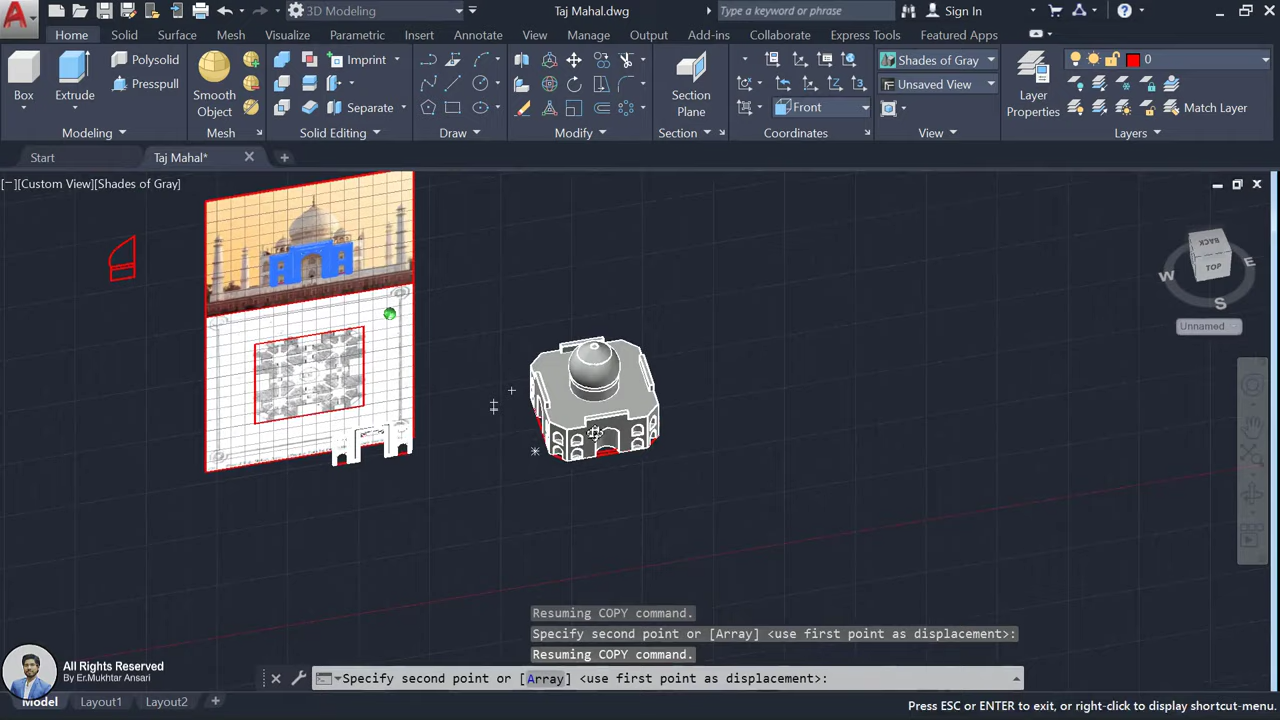 3D Modeling
Taj Mahal.dwg
Type a keyword or phrase
Sign In
Home Solid Surface Mesh Visualize Parametric Insert Annotate View Manage Output Add-ins Collaborate Express Tools Featured Apps
Box
Extrude
Polysolid
Presspull
Smooth
Object
Imprint
Separate
Section
Plane
Front
Shades of Gray
Unsaved View
Layer
Properties
0
Match Layer
Modeling Mesh Solid Editing Draw Modify Section Coordinates View Layers
Start
Taj Mahal*
[−][Custom View][Shades of Gray]
BACK
TOP
W
E
S
Unnamed
Resuming COPY command.
Specify second point or [Array] <use first point as displacement>:
Resuming COPY command.
Specify second point or [Array] <use first point as displacement>:
All Rights Reserved
By Er.Mukhtar Ansari
Model Layout1 Layout2
Press ESC or ENTER to exit, or right-click to display shortcut-menu.